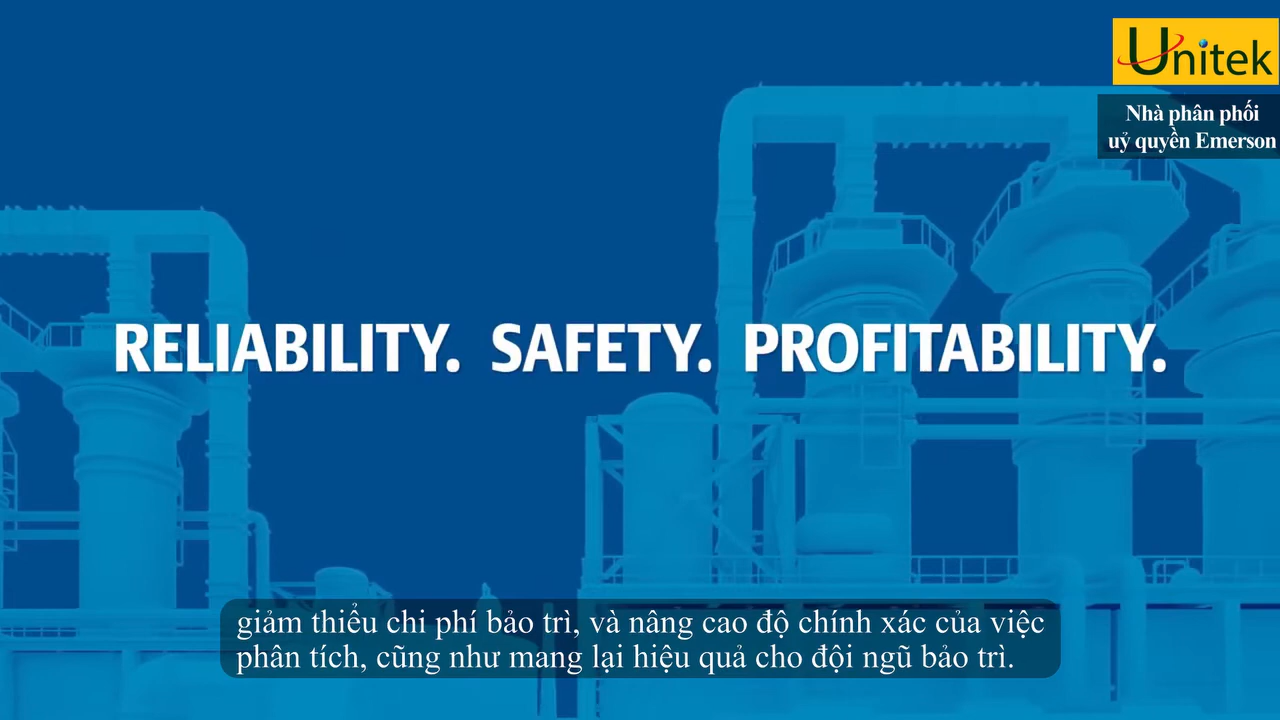 Unitek
Nhà phân phối
uỷ quyền Emerson
RELIABILITY. SAFETY. PROFITABILITY.
giảm thiểu chi phí bảo trì, và nâng cao độ chính xác của việc
phân tích, cũng như mang lại hiệu quả cho đội ngũ bảo trì.